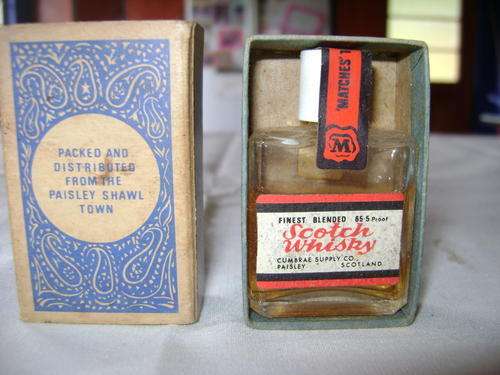 PACKED AND
DISTRIBUTED
FROM THE
PAISLEY SHAWL
TOWN
"MATCHES"
M
FINEST BLENDED 65·5 Proof
Scotch
Whisky
CUMBRAE SUPPLY CO.,
PAISLEY SCOTLAND